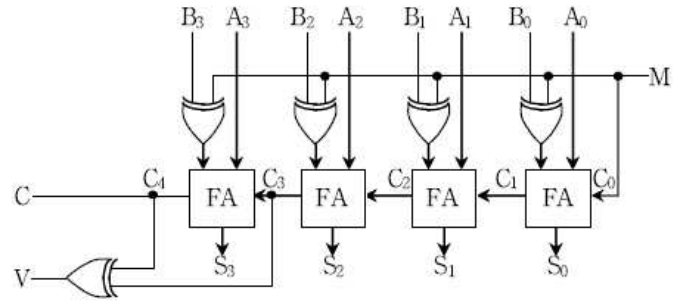 B₃ A₃ B₂ A₂ B₁ A₁ B₀ A₀
M
C C₄ FA C₃ FA C₂ FA C₁ FA C₀
V S₃ S₂ S₁ S₀